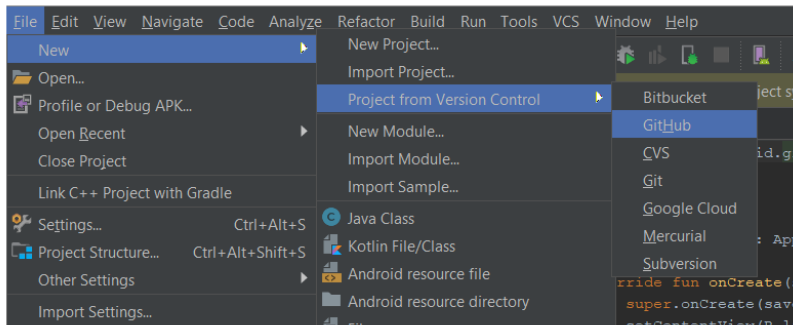 File Edit View Navigate Code Analyze Refactor Build Run Tools VCS Window Help
New
Open...
Profile or Debug APK...
Open Recent
Close Project
Link C++ Project with Gradle
Settings... Ctrl+Alt+S
Project Structure... Ctrl+Alt+Shift+S
Other Settings
Import Settings...
New Project...
Import Project...
Project from Version Control
New Module...
Import Module...
Import Sample...
Java Class
Kotlin File/Class
Android resource file
Android resource directory
Bitbucket
GitHub
CVS
Git
Google Cloud
Mercurial
Subversion
ject s
id.g
: Ap
rride fun onCreate(
super.onCreate(sav